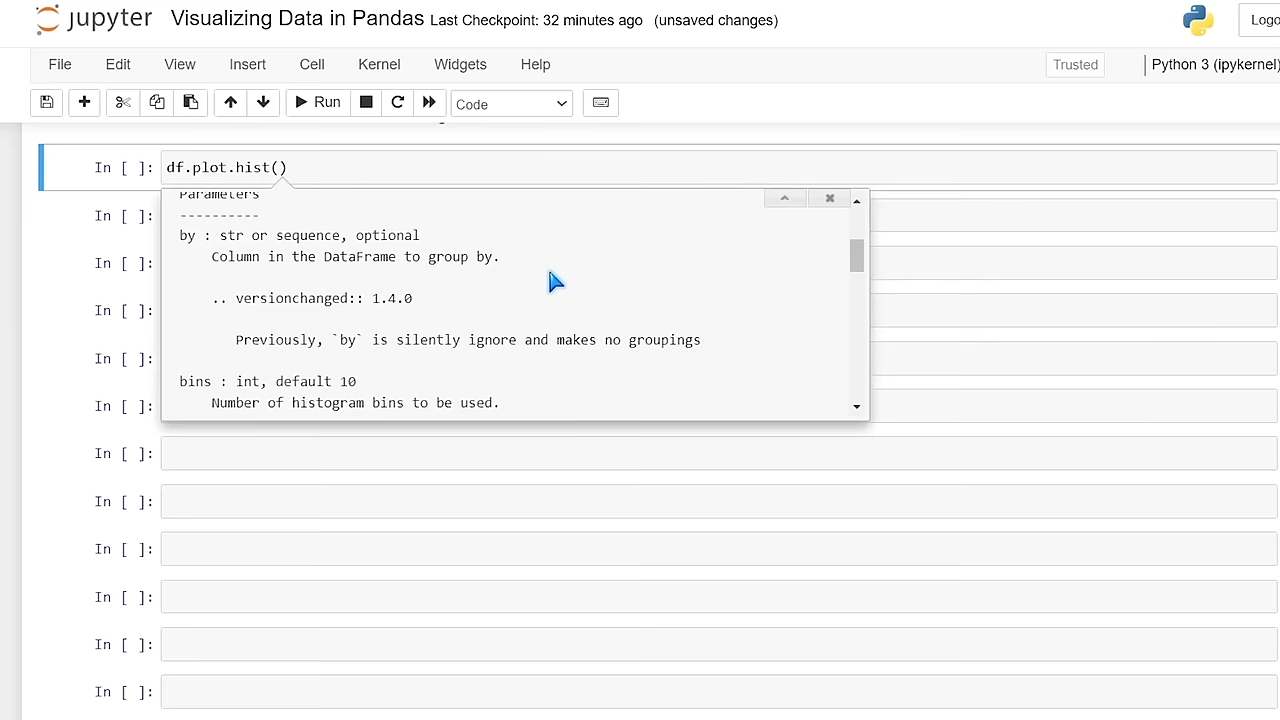 jupyter Visualizing Data in Pandas Last Checkpoint: 32 minutes ago (unsaved changes)
File Edit View Insert Cell Kernel Widgets Help Trusted Python 3 (ipykernel)
Run Code
In [ ]: df.plot.hist()
Parameters
----------
In [ ]:
by : str or sequence, optional
Column in the DataFrame to group by.
In [ ]:
.. versionchanged:: 1.4.0
In [ ]:
Previously, `by` is silently ignore and makes no groupings
In [ ]:
bins : int, default 10
Number of histogram bins to be used.
In [ ]:
In [ ]:
In [ ]:
In [ ]:
In [ ]:
In [ ]:
In [ ]: